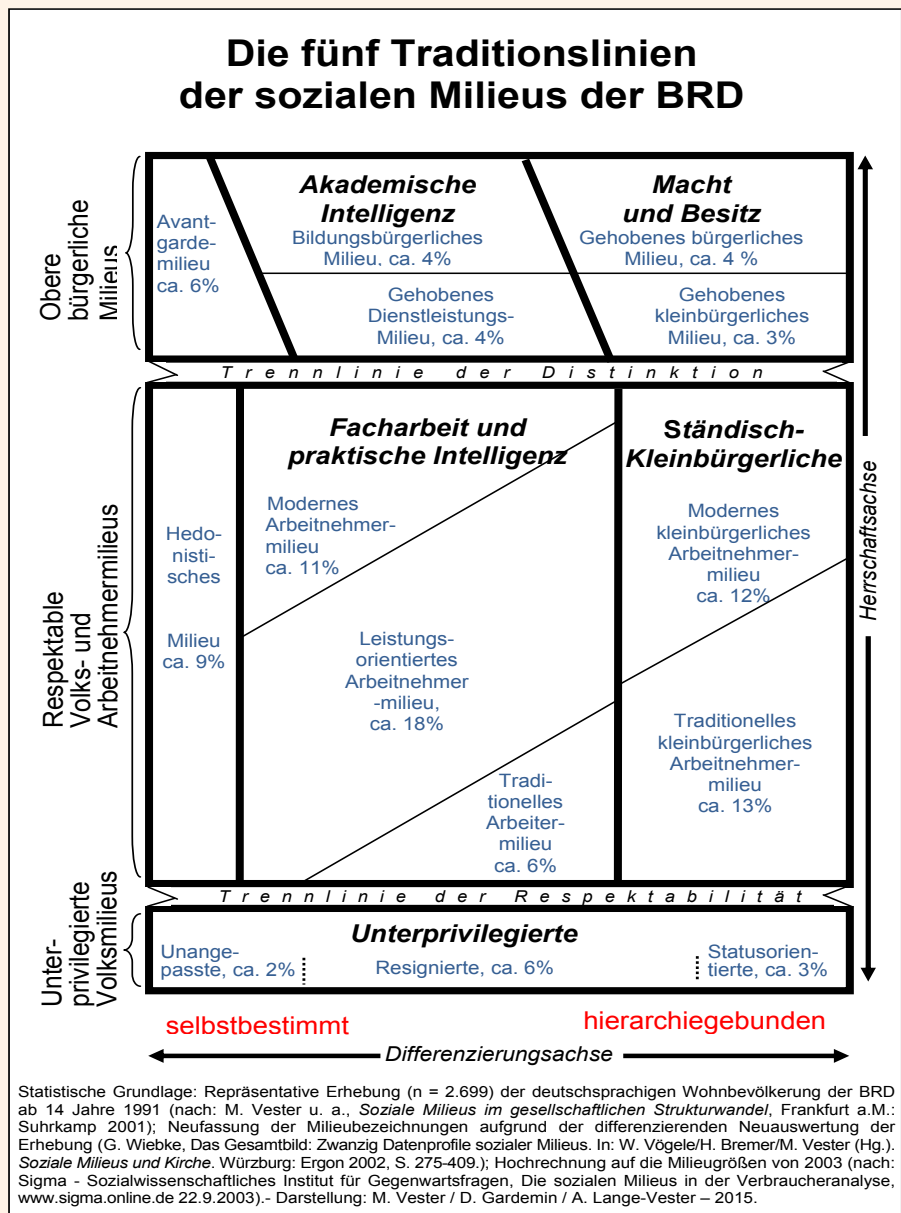 Die fünf Traditionslinien
der sozialen Milieus der BRD
Obere
bürgerliche
Milieus
Avant-
garde-
milieu
ca. 6%
Akademische
Intelligenz
Bildungsbürgerliches
Milieu, ca. 4%
Gehobenes
Dienstleistungs-
Milieu, ca. 4%
Macht
und Besitz
Gehobenes bürgerliches
Milieu, ca. 4 %
Gehobenes
kleinbürgerliches
Milieu, ca. 3%
Trennlinie der Distinktion
Respektable
Volks- und
Arbeitnehmermilieus
Hedo-
nisti-
sches
Milieu
ca. 9%
Facharbeit und
praktische Intelligenz
Modernes
Arbeitnehmer-
milieu
ca. 11%
Leistungs-
orientiertes
Arbeitnehmer
-milieu,
ca. 18%
Tradi-
tionelles
Arbeiter-
milieu
ca. 6%
Ständisch-
Kleinbürgerliche
Modernes
kleinbürgerliches
Arbeitnehmer-
milieu
ca. 12%
Traditionelles
kleinbürgerliches
Arbeitnehmer-
milieu
ca. 13%
Herrschaftsachse
Trennlinie der Respektabilität
Unter-
privilegierte
Volksmilieus
Unterprivilegierte
Unange-
passte, ca. 2%
Resignierte, ca. 6%
Statusorien-
tierte, ca. 3%
selbstbestimmt
hierarchiegebunden
Differenzierungsachse
Statistische Grundlage: Repräsentative Erhebung (n = 2.699) der deutschsprachigen Wohnbevölkerung der BRD
ab 14 Jahre 1991 (nach: M. Vester u. a., Soziale Milieus im gesellschaftlichen Strukturwandel, Frankfurt a.M.:
Suhrkamp 2001); Neufassung der Milieubezeichnungen aufgrund der differenzierenden Neuauswertung der
Erhebung (G. Wiebke, Das Gesamtbild: Zwanzig Datenprofile sozialer Milieus. In: W. Vögele/H. Bremer/M. Vester (Hg.).
Soziale Milieus und Kirche. Würzburg: Ergon 2002, S. 275-409.); Hochrechnung auf die Milieugrößen von 2003 (nach:
Sigma - Sozialwissenschaftliches Institut für Gegenwartsfragen, Die sozialen Milieus in der Verbraucheranalyse,
www.sigma.online.de 22.9.2003).- Darstellung: M. Vester / D. Gardemin / A. Lange-Vester – 2015.